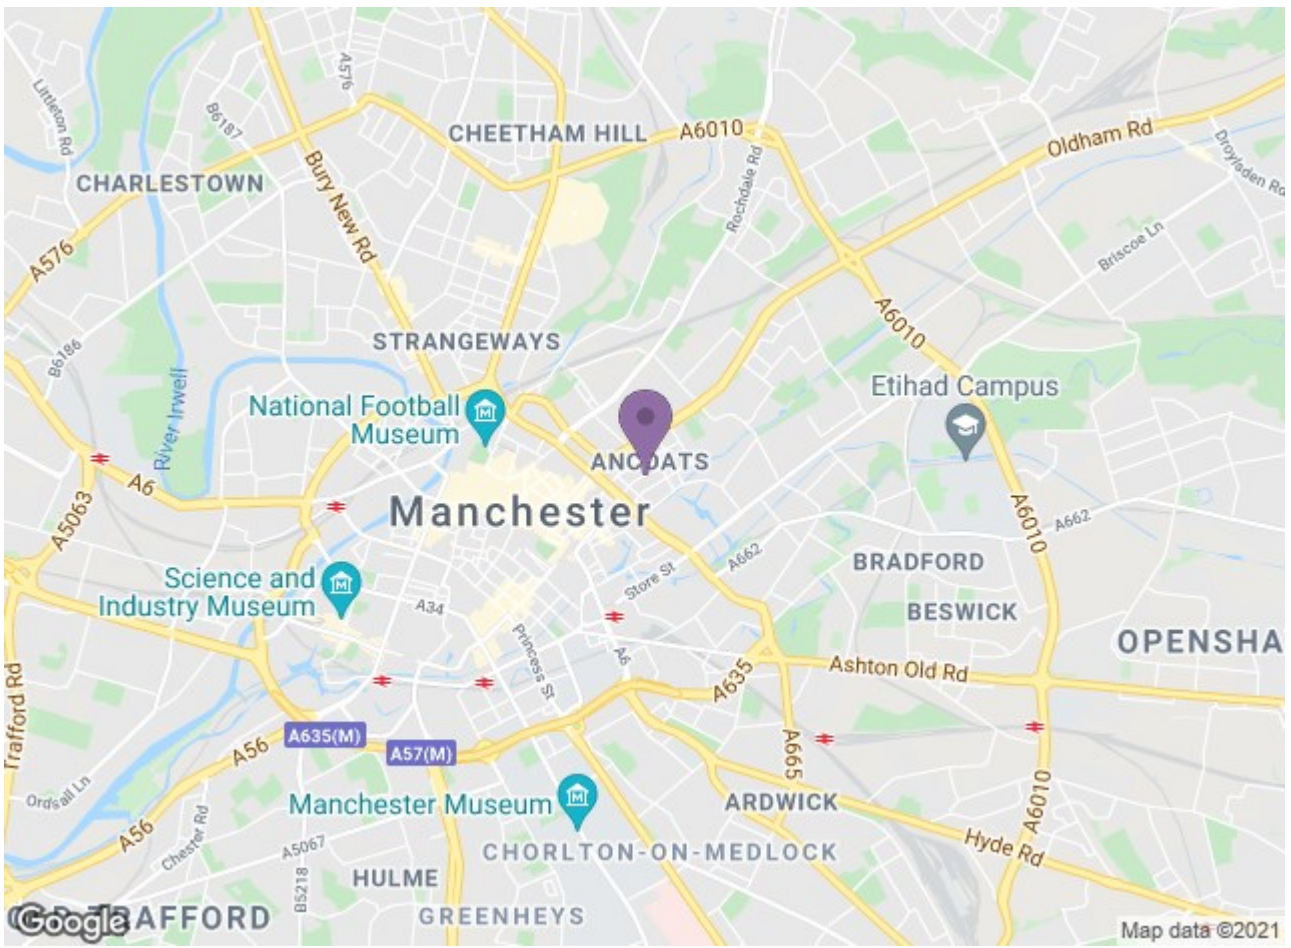 A576
Littleton Rd
B6187
CHEETHAM HILL
A6010
Oldham Rd
Droylsden Rd
CHARLESTOWN
Bury New Rd
Rochdale Rd
A576
Briscoe Ln
A6010
B6186
STRANGEWAYS
River Irwell
National Football
Museum
Etihad Campus
ANCOATS
A6
Manchester
A5063
A6010
A662
A662
BRADFORD
Science and
Industry Museum
Store St
A34
BESWICK
Princess St
A6
OPENSHA
Trafford Rd
Ashton Old Rd
A635
A635(M)
A56
A57(M)
A665
Ordsall Ln
Manchester Museum
ARDWICK
A6010
A56
Chester Rd
A5067
Hyde Rd
CHORLTON-ON-MEDLOCK
HULME
B5218
TRAFFORD
GREENHEYS
Google
Map data ©2021